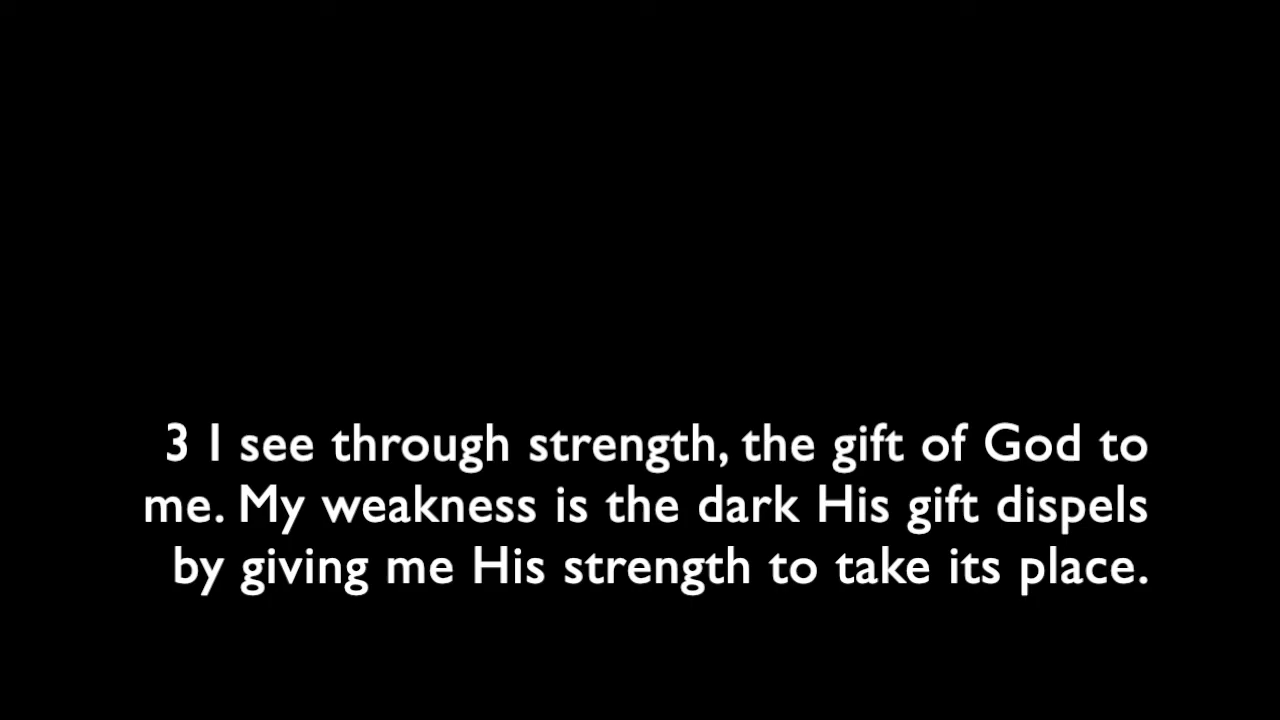 3 I see through strength, the gift of God to
me. My weakness is the dark His gift dispels
by giving me His strength to take its place.